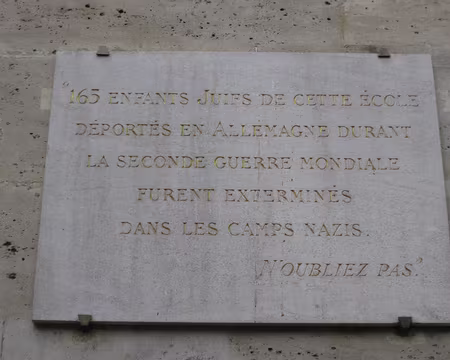 "165 ENFANTS JUIFS DE CETTE ÉCOLE
DÉPORTÉS EN ALLEMAGNE DURANT
LA SECONDE GUERRE MONDIALE
FURENT EXTERMINÉS
DANS LES CAMPS NAZIS.
N'OUBLIEZ PAS."